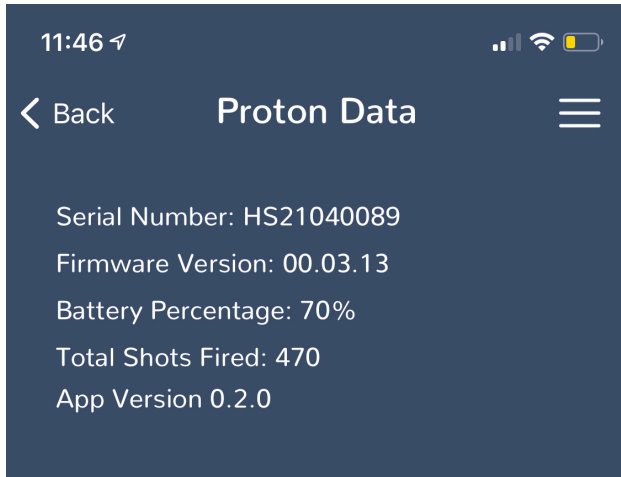 11:46
Back
Proton Data
Serial Number: HS21040089
Firmware Version: 00.03.13
Battery Percentage: 70%
Total Shots Fired: 470
App Version 0.2.0